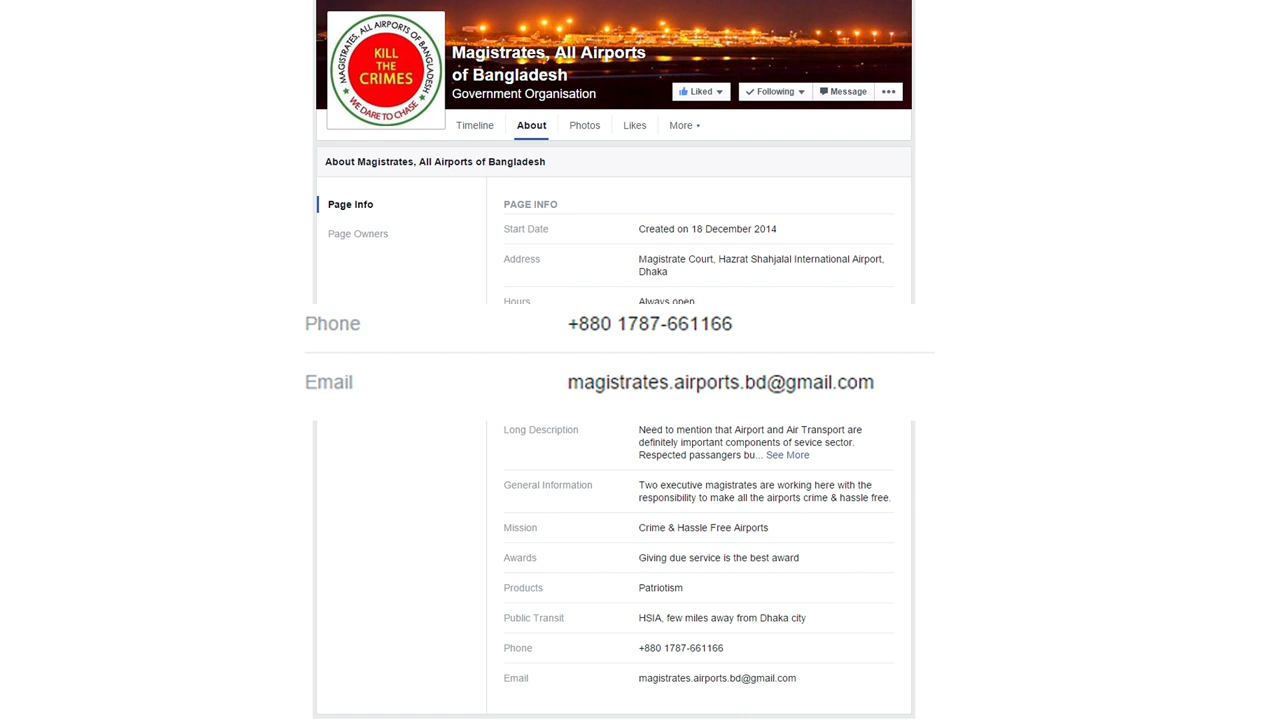 MAGISTRATES, ALL AIRPORTS OF BANGLADESH
KILL
THE
CRIMES
WE DARE TO CHASE
Magistrates, All Airports
of Bangladesh
Government Organisation
Liked
Following
Message
Timeline
About
Photos
Likes
More
About Magistrates, All Airports of Bangladesh
Page Info
Page Owners
PAGE INFO
Start Date
Created on 18 December 2014
Address
Magistrate Court, Hazrat Shahjalal International Airport,
Dhaka
Hours
Always open
Phone
+880 1787-661166
Email
magistrates.airports.bd@gmail.com
Long Description
Need to mention that Airport and Air Transport are
definitely important components of sevice sector.
Respected passangers bu... See More
General Information
Two executive magistrates are working here with the
responsibility to make all the airports crime & hassle free.
Mission
Crime & Hassle Free Airports
Awards
Giving due service is the best award
Products
Patriotism
Public Transit
HSIA, few miles away from Dhaka city
Phone
+880 1787-661166
Email
magistrates.airports.bd@gmail.com